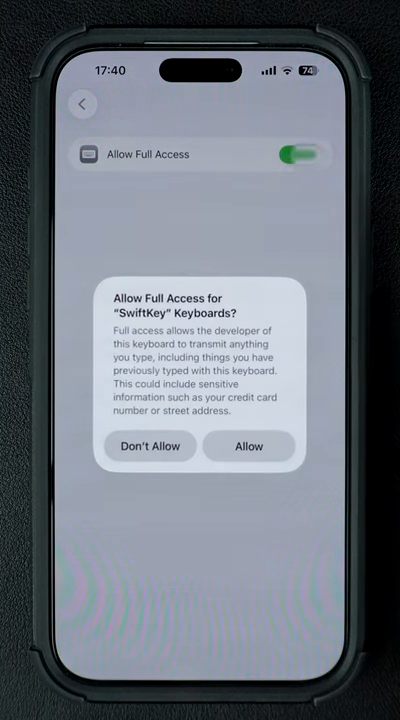 17:40
74
Allow Full Access
Allow Full Access for
“SwiftKey” Keyboards?
Full access allows the developer of
this keyboard to transmit anything
you type, including things you have
previously typed with this keyboard.
This could include sensitive
information such as your credit card
number or street address.
Don’t Allow
Allow